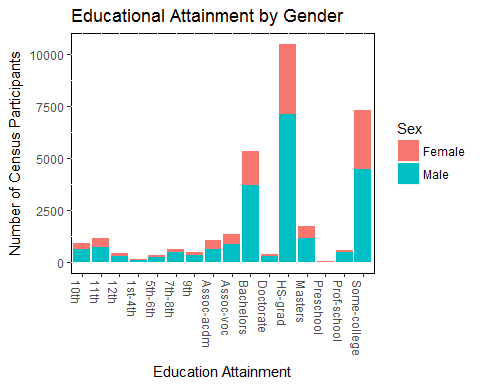 Educational Attainment by Gender
Number of Census Participants
10000
7500
5000
2500
0
10th
11th
12th
1st-4th
5th-6th
7th-8th
9th
Assoc-acdm
Assoc-voc
Bachelors
Doctorate
HS-grad
Masters
Preschool
Prof-school
Some-college
Education Attainment
Sex
Female
Male